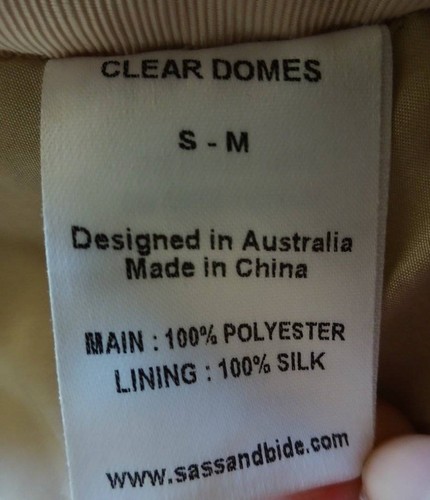 CLEAR DOMES
S - M
Designed in Australia
Made in China
MAIN : 100% POLYESTER
LINING : 100% SILK
www.sassandbide.com